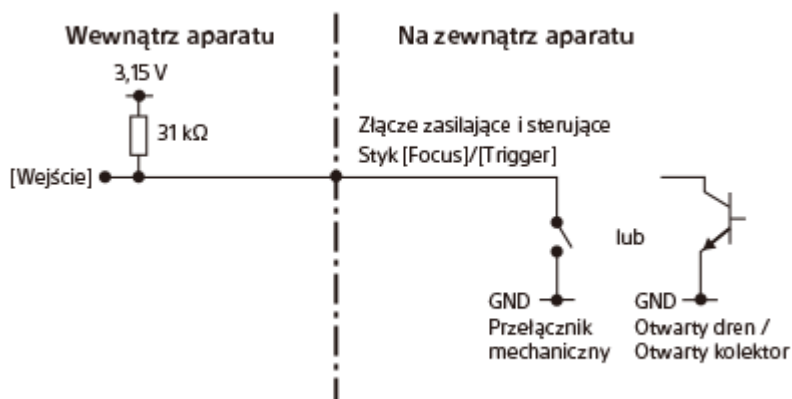 Wewnątrz aparatu
Na zewnątrz aparatu
3,15 V
31 kΩ
[Wejście]
Złącze zasilające i sterujące
Styk [Focus]/[Trigger]
lub
GND
Przełącznik
mechaniczny
GND
Otwarty dren /
Otwarty kolektor